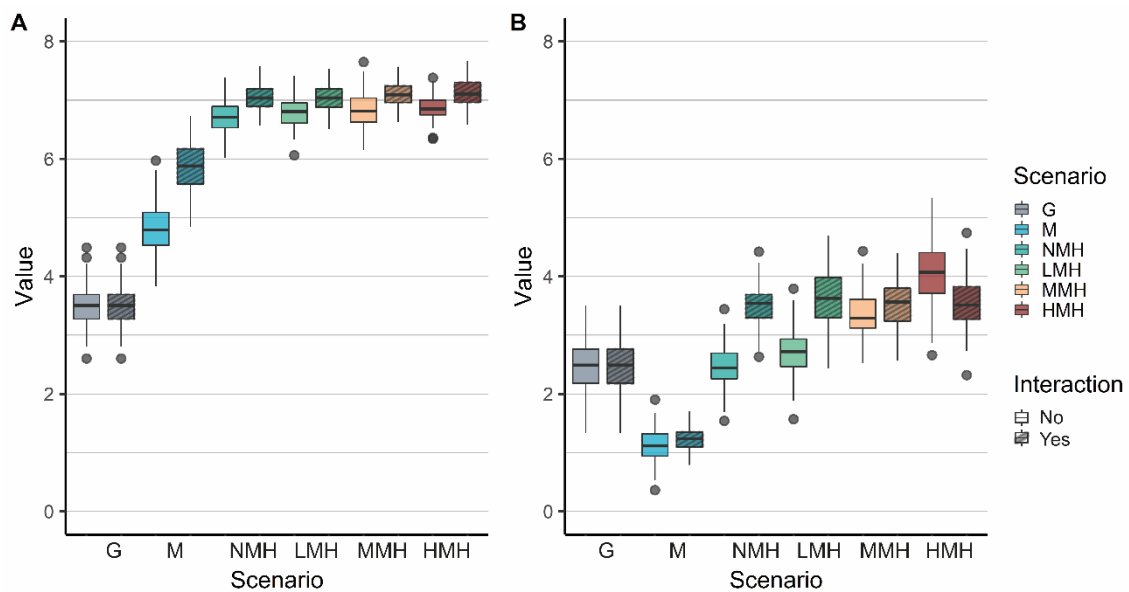 A
8
6
4
2
0
Value
G M NMH LMH MMH HMH
Scenario
B
8
6
4
2
0
Value
G M NMH LMH MMH HMH
Scenario
Scenario
G
M
NMH
LMH
MMH
HMH
Interaction
No
Yes